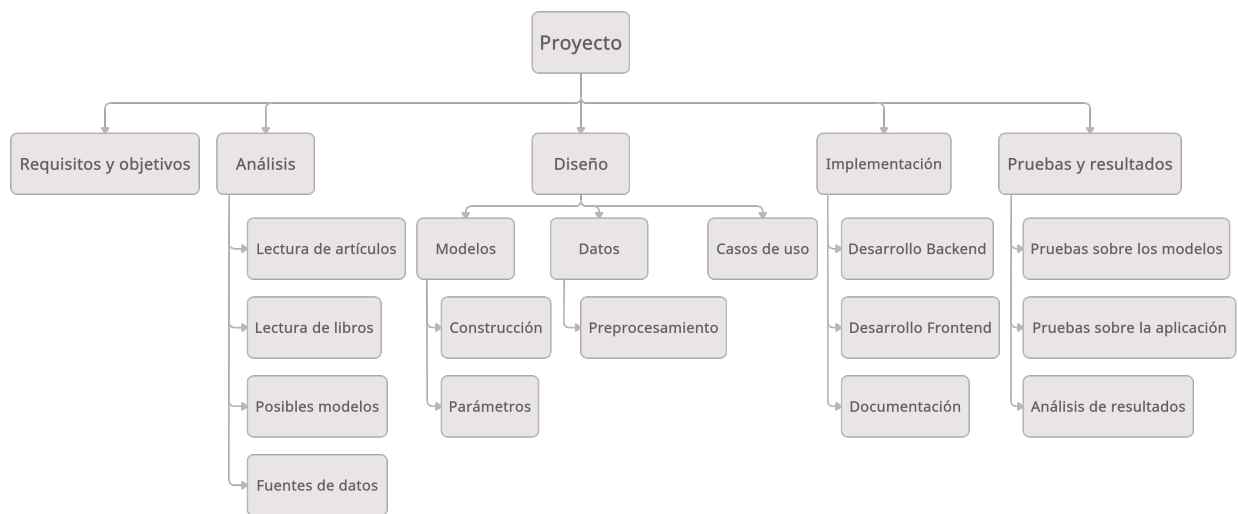 Proyecto
Requisitos y objetivos
Análisis
Diseño
Implementación
Pruebas y resultados
Lectura de artículos
Modelos
Datos
Casos de uso
Desarrollo Backend
Pruebas sobre los modelos
Lectura de libros
Construcción
Preprocesamiento
Desarrollo Frontend
Pruebas sobre la aplicación
Posibles modelos
Parámetros
Documentación
Análisis de resultados
Fuentes de datos